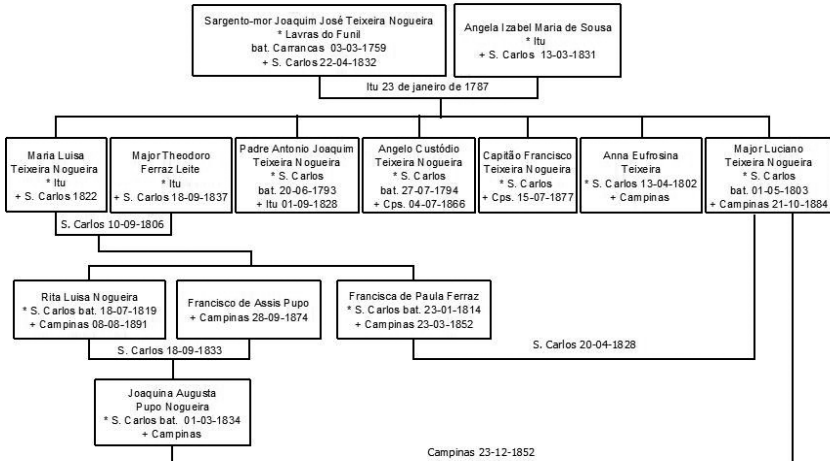 Sargento-mor Joaquim José Teixeira Nogueira
* Lavras do Funil
bat. Carrancas 03-03-1759
+ S. Carlos 22-04-1832
Angela Izabel Maria de Sousa
* Itu
+ S. Carlos 13-03-1831
Itu 23 de janeiro de 1787
Maria Luisa
Teixeira Nogueira
* Itu
+ S. Carlos 1822
Major Theodoro
Ferraz Leite
* Itu
+ S. Carlos 18-09-1837
Padre Antonio Joaquim
Teixeira Nogueira
* S. Carlos
bat. 20-06-1793
+ Itu 01-09-1828
Angelo Custódio
Teixeira Nogueira
* S. Carlos
bat. 27-07-1794
+ Cps. 04-07-1866
Capitão Francisco
Teixeira Nogueira
* S. Carlos
+ Cps. 15-07-1877
Anna Eufrosina
Teixeira
* S. Carlos 13-04-1802
+ Campinas
Major Luciano
Teixeira Nogueira
* S. Carlos
bat. 01-05-1803
+ Campinas 21-10-1884
S. Carlos 10-09-1806
Rita Luisa Nogueira
* S. Carlos bat. 18-07-1819
+ Campinas 08-08-1891
Francisco de Assis Pupo
+ Campinas 28-09-1874
Francisca de Paula Ferraz
* S. Carlos bat. 23-01-1814
+ Campinas 23-03-1852
S. Carlos 18-09-1833
S. Carlos 20-04-1828
Joaquina Augusta
Pupo Nogueira
* S. Carlos bat. 01-03-1834
+ Campinas
Campinas 23-12-1852